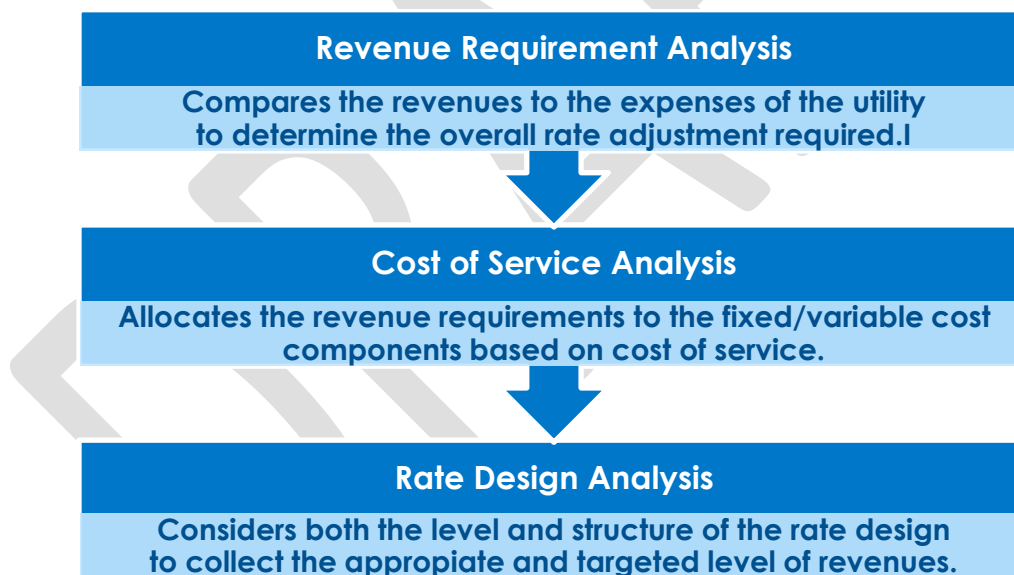 Revenue Requirement Analysis
Compares the revenues to the expenses of the utility
to determine the overall rate adjustment required.I
Cost of Service Analysis
Allocates the revenue requirements to the fixed/variable cost
components based on cost of service.
Rate Design Analysis
Considers both the level and structure of the rate design
to collect the appropiate and targeted level of revenues.